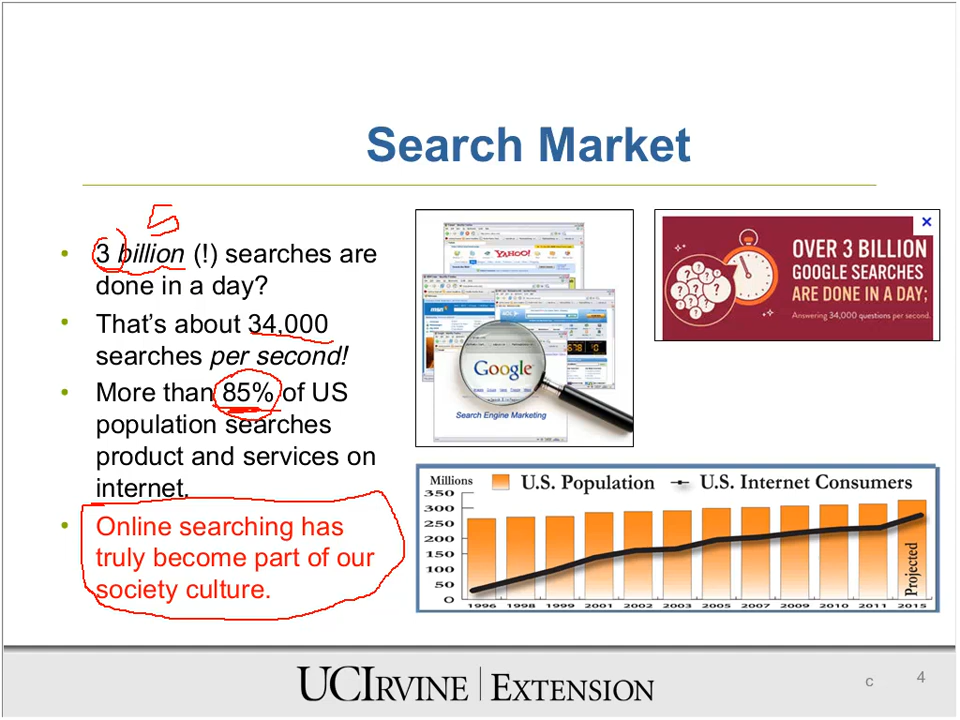 Search Market
5
• 3 billion (!) searches are
done in a day?
• That’s about 34,000
searches per second!
• More than 85% of US
population searches
product and services on
internet.
• Online searching has
truly become part of our
society culture.
YAHOO!
msn
Google
Search Engine Marketing
OVER 3 BILLION
GOOGLE SEARCHES
ARE DONE IN A DAY;
Answering 34,000 questions per second.
Millions
U.S. Population
U.S. Internet Consumers
350
300
250
200
150
100
50
0
Projected
1996 1998 1999 2001 2002 2003 2005 2007 2009 2010 2011 2015
UCIRVINE | EXTENSION
c
4